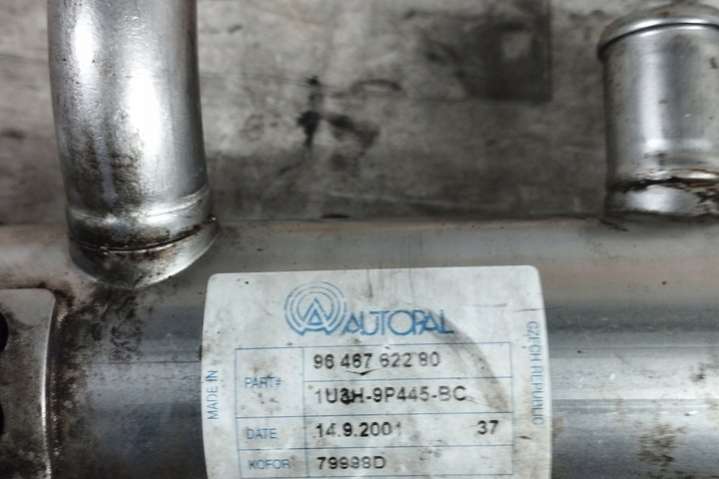 AUTOPAL
MADE IN
CZECH REPUBLIC
PART#
96 467 622 80
1U3H-9P445-BC
DATE
14.9.2001 37
KOFOR 79998D